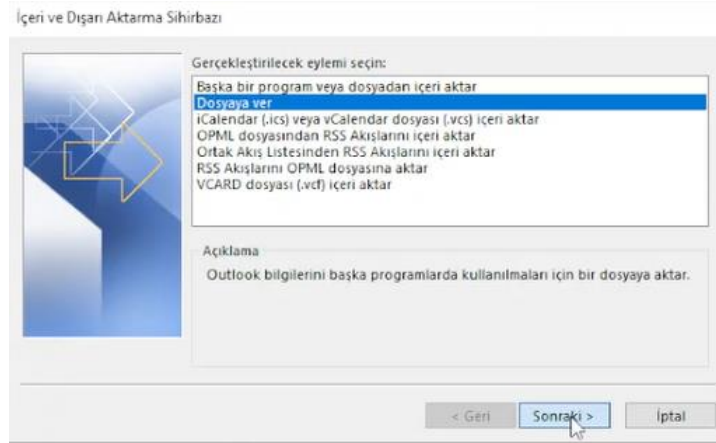 İçeri ve Dışarı Aktarma Sihirbazı
Gerçekleştirilecek eylemi seçin:
Başka bir program veya dosyadan içeri aktar
Dosyaya ver
iCalendar (.ics) veya vCalendar dosyası (.vcs) içeri aktar
OPML dosyasından RSS Akışlarını içeri aktar
Ortak Akış Listesinden RSS Akışlarını içeri aktar
RSS Akışlarını OPML dosyasına aktar
VCARD dosyası (.vcf) içeri aktar
Açıklama
Outlook bilgilerini başka programlarda kullanılmaları için bir dosyaya aktar.
< Geri Sonraki > İptal